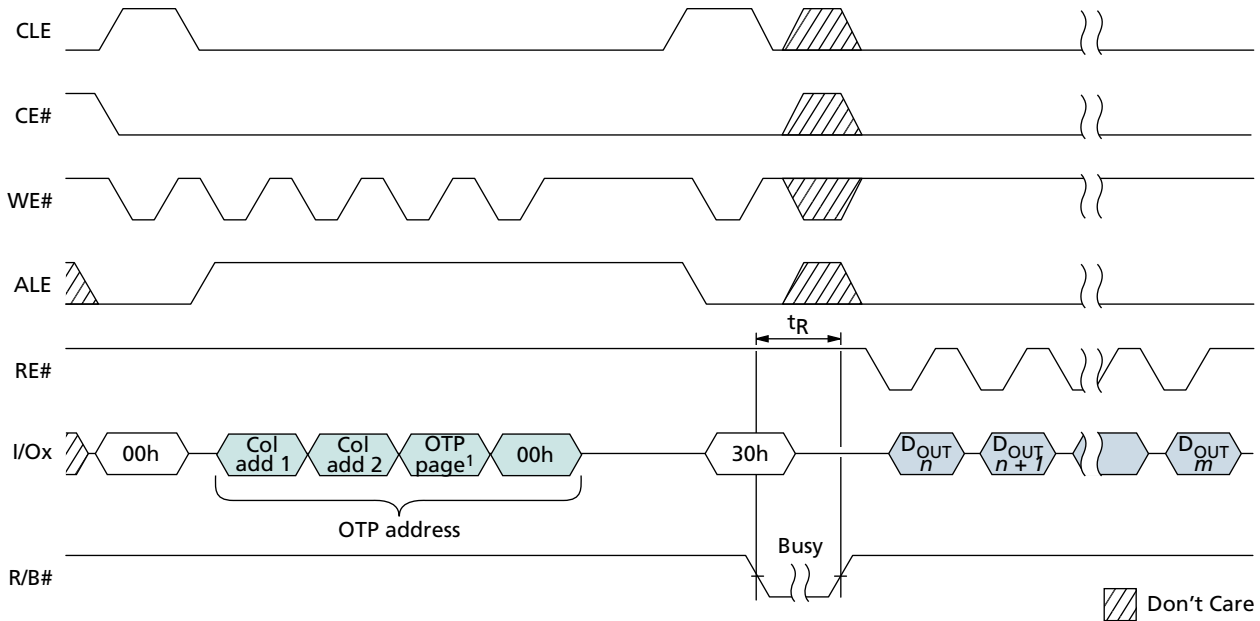 CLE
CE#
WE#
ALE
tR
RE#
I/Ox
00h
Col
add 1
Col
add 2
OTP
page1
00h
30h
DOUT
n
DOUT
n + 1
DOUT
m
OTP address
Busy
R/B#
Don't Care